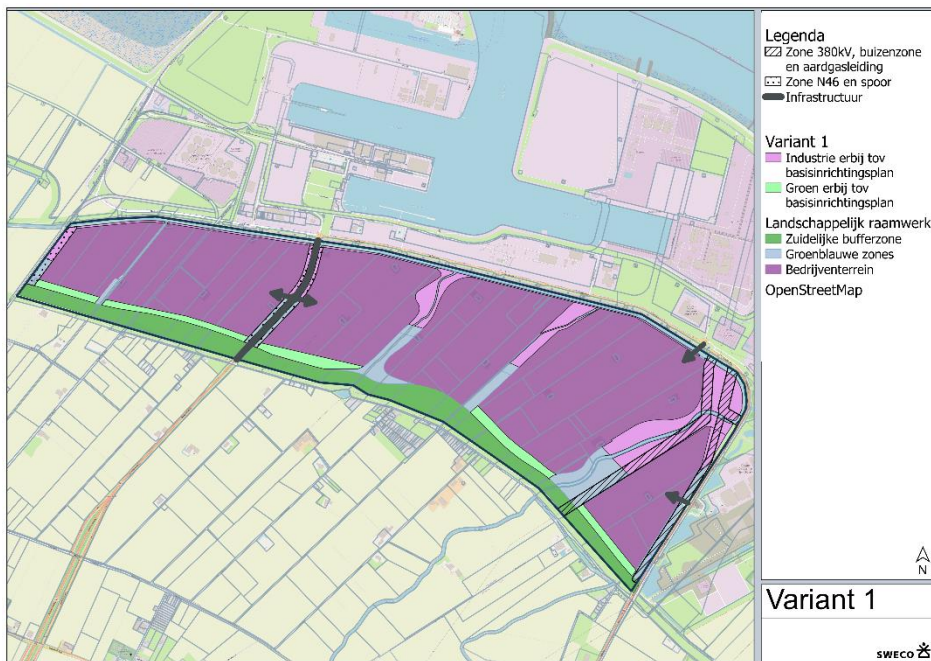 Legenda
Zone 380kV, buizenzone
en aardgasleiding
Zone N46 en spoor
Infrastructuur
Variant 1
Industrie erbij tov
basisinrichtingsplan
Groen erbij tov
basisinrichtingsplan
Landschappelijk raamwerk
Zuidelijke bufferzone
Groenblauwe zones
Bedrijventerrein
OpenStreetMap
N
Variant 1
SWECO